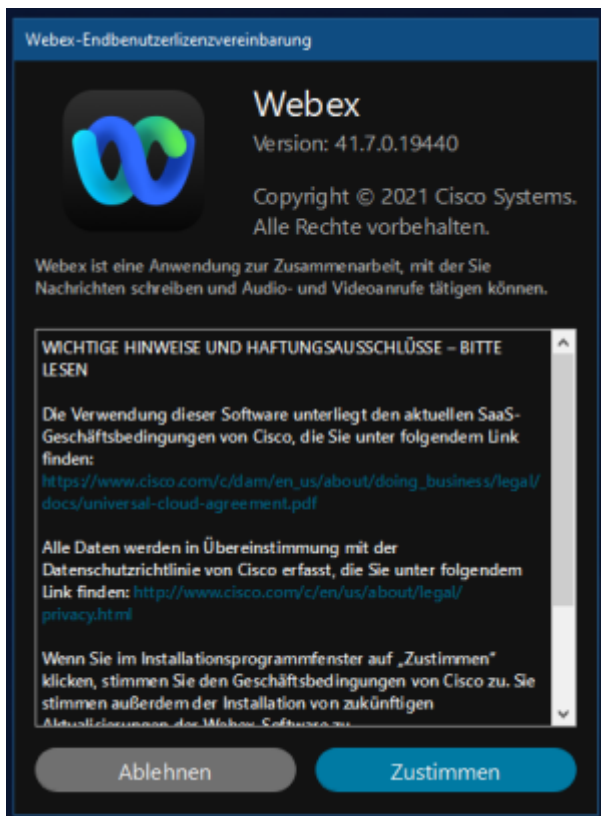 Webex-Endbenutzerlizenzvereinbarung
Webex
Version: 41.7.0.19440
Copyright © 2021 Cisco Systems.
Alle Rechte vorbehalten.
Webex ist eine Anwendung zur Zusammenarbeit, mit der Sie
Nachrichten schreiben und Audio- und Videoanrufe tätigen können.
WICHTIGE HINWEISE UND HAFTUNGSAUSSCHLÜSSE – BITTE
LESEN
Die Verwendung dieser Software unterliegt den aktuellen SaaS-
Geschäftsbedingungen von Cisco, die Sie unter folgendem Link
finden:
https://www.cisco.com/c/dam/en_us/about/doing_business/legal/
docs/universal-cloud-agreement.pdf
Alle Daten werden in Übereinstimmung mit der
Datenschutzrichtlinie von Cisco erfasst, die Sie unter folgendem
Link finden: http://www.cisco.com/c/en/us/about/legal/
privacy.html
Wenn Sie im Installationsprogrammfenster auf „Zustimmen“
klicken, stimmen Sie den Geschäftsbedingungen von Cisco zu. Sie
stimmen außerdem der Installation von zukünftigen
Aktualisierungen der Webex-Software zu.
Ablehnen
Zustimmen